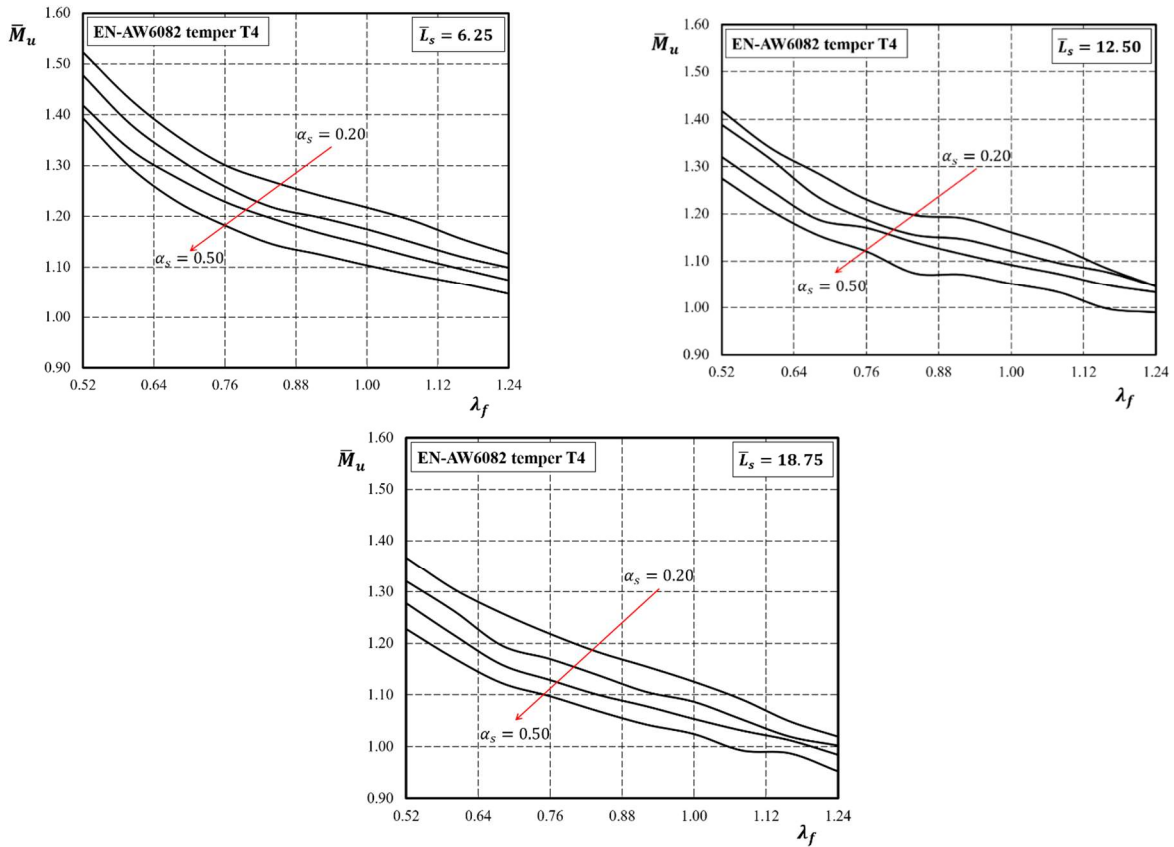 M̄ᵤ
EN-AW6082 temper T4
L̄ₛ = 6.25
1.60
1.50
1.40
1.30
1.20
1.10
1.00
0.90
αₛ = 0.20
αₛ = 0.50
0.52 0.64 0.76 0.88 1.00 1.12 1.24
λ_f
M̄ᵤ
EN-AW6082 temper T4
L̄ₛ = 12.50
1.60
1.50
1.40
1.30
1.20
1.10
1.00
0.90
αₛ = 0.20
αₛ = 0.50
0.52 0.64 0.76 0.88 1.00 1.12 1.24
λ_f
M̄ᵤ
EN-AW6082 temper T4
L̄ₛ = 18.75
1.60
1.50
1.40
1.30
1.20
1.10
1.00
0.90
αₛ = 0.20
αₛ = 0.50
0.52 0.64 0.76 0.88 1.00 1.12 1.24
λ_f